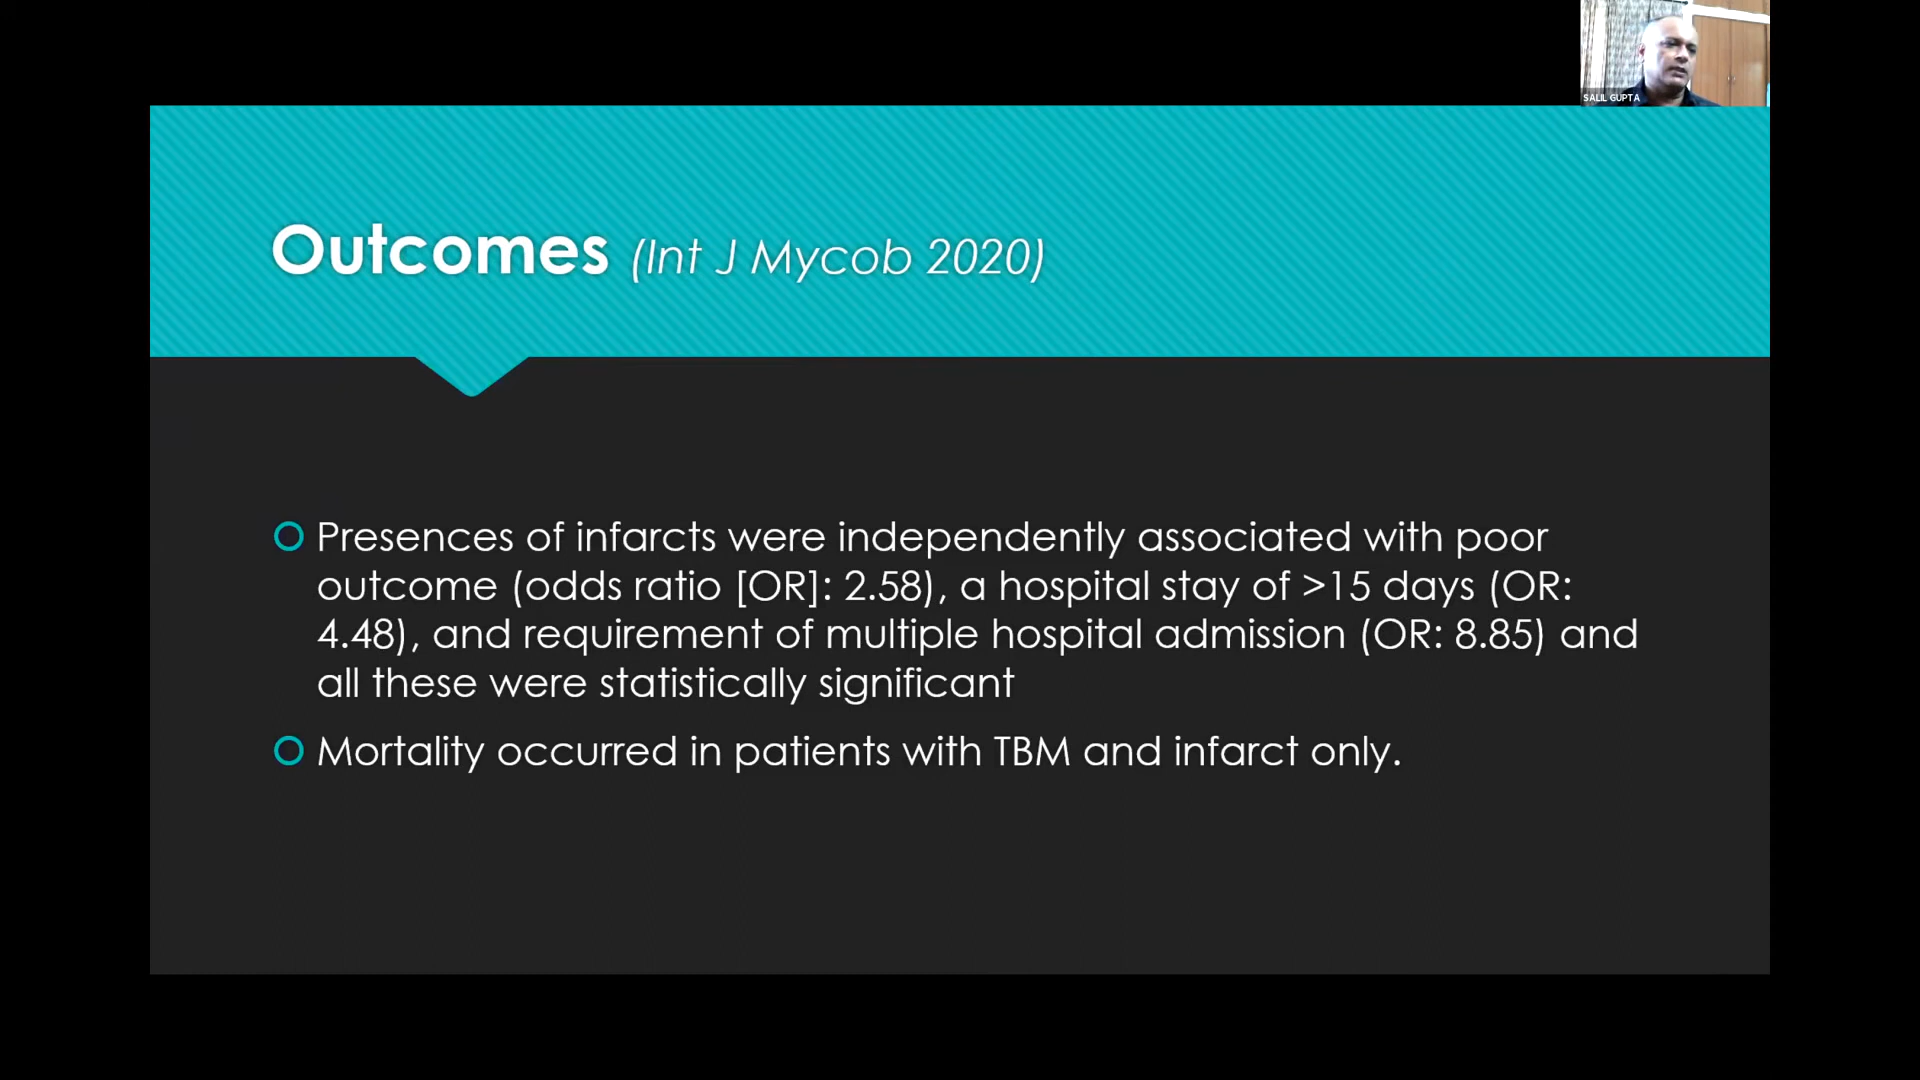 SALIL GUPTA
Outcomes (Int J Mycob 2020)
Presences of infarcts were independently associated with poor
outcome (odds ratio [OR]: 2.58), a hospital stay of >15 days (OR:
4.48), and requirement of multiple hospital admission (OR: 8.85) and
all these were statistically significant
Mortality occurred in patients with TBM and infarct only.